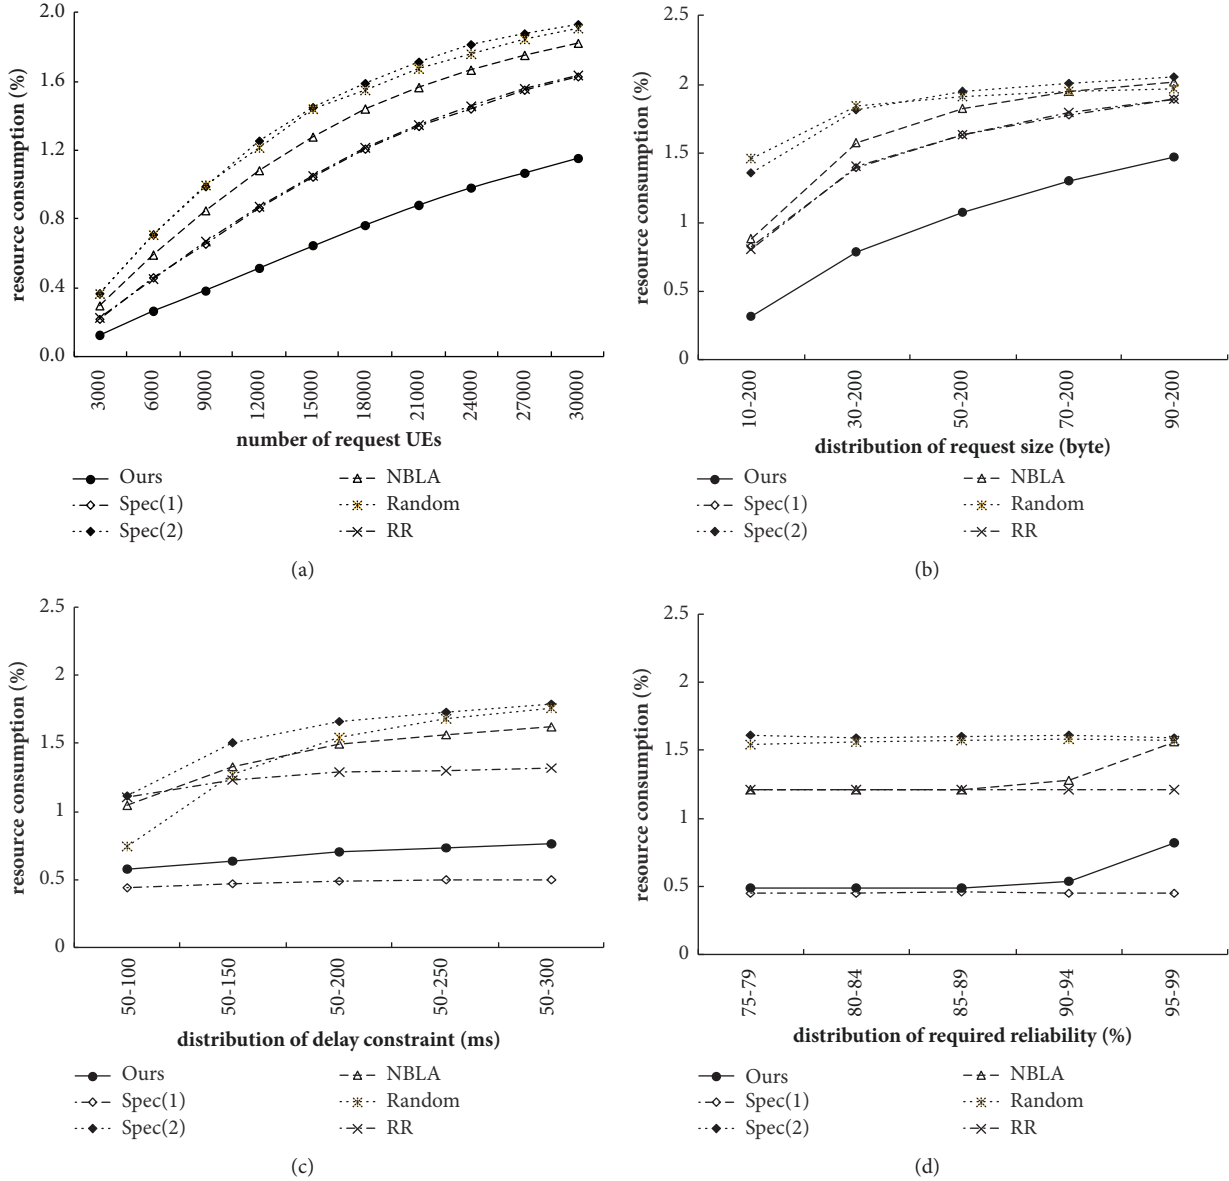 resource consumption (%)
2.0
1.6
1.2
0.8
0.4
0.0
3000
6000
9000
12000
15000
18000
21000
24000
27000
30000
number of request UEs
Ours
Spec(1)
Spec(2)
NBLA
Random
RR
(a)
resource consumption (%)
2.5
2
1.5
1
0.5
0
10-200
30-200
50-200
70-200
90-200
distribution of request size (byte)
Ours
Spec(1)
Spec(2)
NBLA
Random
RR
(b)
resource consumption (%)
2.5
2
1.5
1
0.5
0
50-100
50-150
50-200
50-250
50-300
distribution of delay constraint (ms)
Ours
Spec(1)
Spec(2)
NBLA
Random
RR
(c)
resource consumption (%)
2.5
2
1.5
1
0.5
0
75-79
80-84
85-89
90-94
95-99
distribution of required reliability (%)
Ours
Spec(1)
Spec(2)
NBLA
Random
RR
(d)